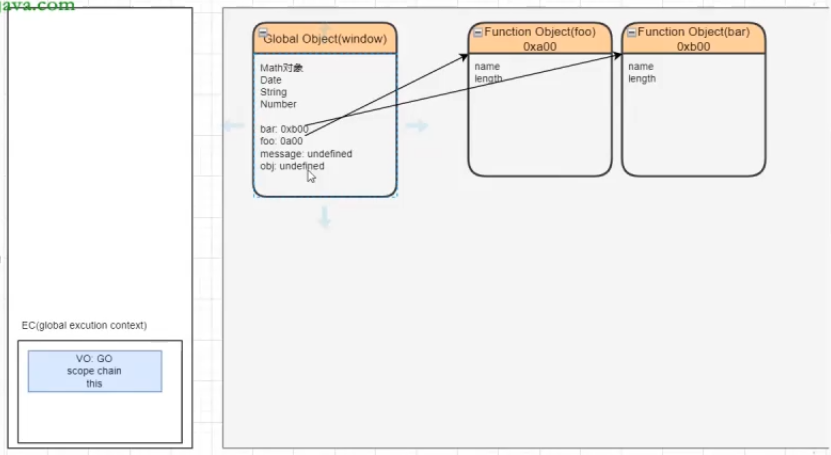 java.com
Global Object(window)
Math对象
Date
String
Number
bar: 0xb00
foo: 0a00
message: undefined
obj: undefined
Function Object(foo)
0xa00
name
length
Function Object(bar)
0xb00
name
length
EC(global excution context)
VO: GO
scope chain
this